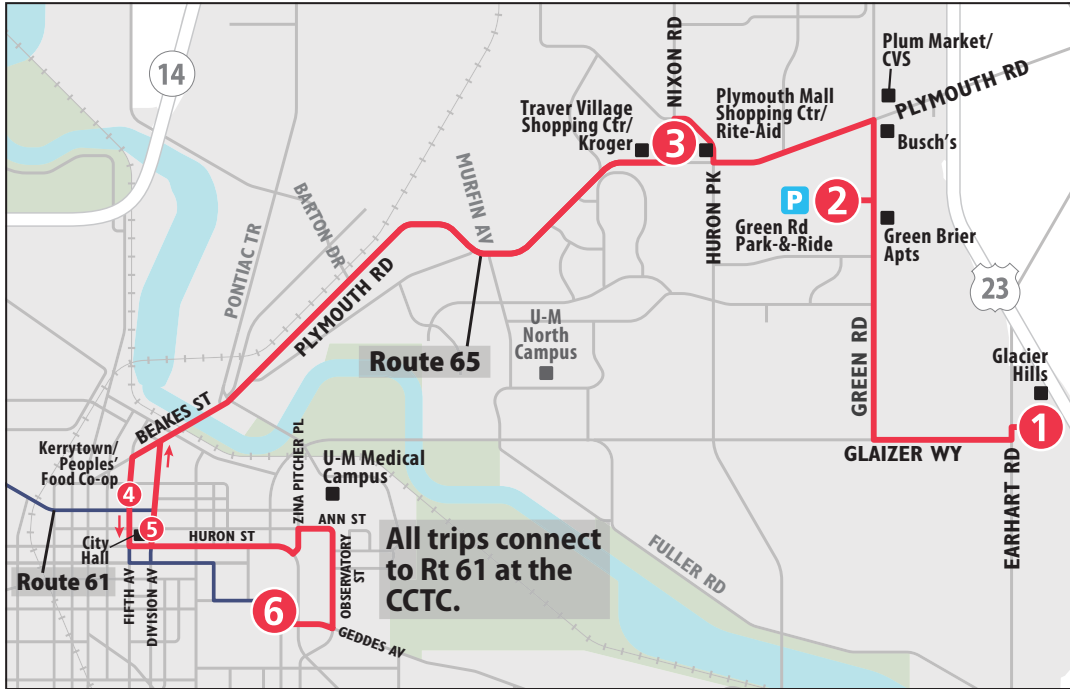 14
NIXON RD
Plum Market/
CVS
PLYMOUTH RD
Traver Village
Shopping Ctr/
Kroger
3
Plymouth Mall
Shopping Ctr/
Rite-Aid
Busch's
MURFIN AV
BARTON DR
PONTIAC TR
HURON PK
P
2
Green Rd
Park-&-Ride
Green Brier
Apts
PLYMOUTH RD
23
U-M
North
Campus
Route 65
GREEN RD
Glacier
Hills
1
BEAKES ST
GLAIZER WY
EARHART RD
Kerrytown/
Peoples'
Food Co-op
ZINA PITCHER PL
U-M Medical
Campus
4
5
ANN ST
City
Hall
HURON ST
All trips connect
to Rt 61 at the
CCTC.
FULLER RD
Route 61
OBSERVATORY
ST
FIFTH AV
DIVISION AV
6
GEDDES AV